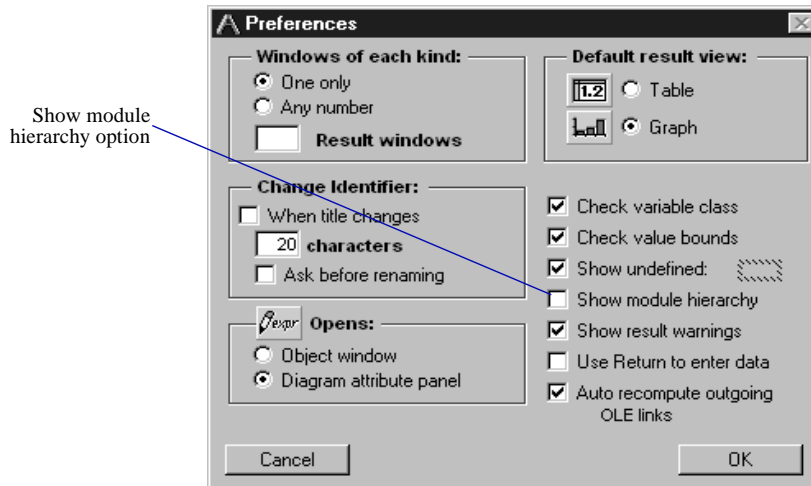 Preferences
Show module
hierarchy option
Windows of each kind:
One only
Any number
Result windows
Default result view:
1.2 Table
Graph
Change Identifier:
When title changes
20 characters
Ask before renaming
expr Opens:
Object window
Diagram attribute panel
Check variable class
Check value bounds
Show undefined:
Show module hierarchy
Show result warnings
Use Return to enter data
Auto recompute outgoing
OLE links
Cancel
OK